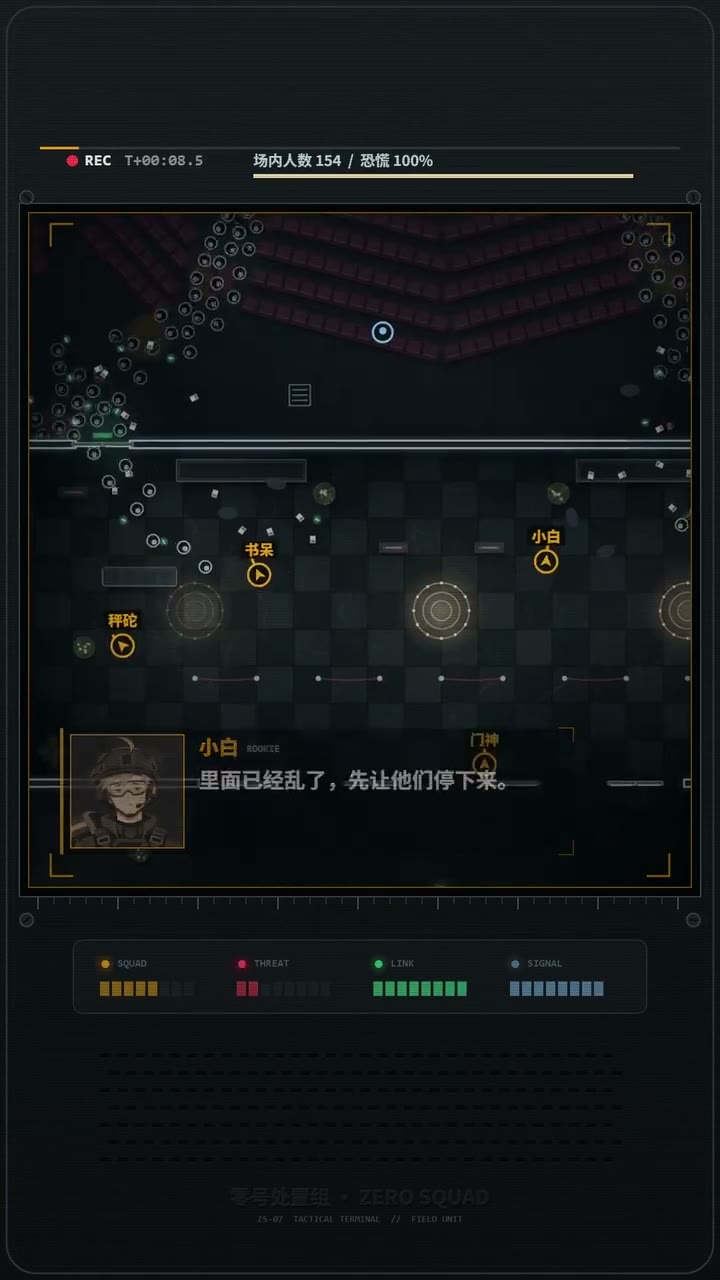 REC T+00:08.5 场内人数 154 / 恐慌 100%
小白
书呆
秤砣
门神
小白 ROOKIE
里面已经乱了，先让他们停下来。
SQUAD THREAT LINK SIGNAL
零号处置组 · ZERO SQUAD
ZS-07 TACTICAL TERMINAL // FIELD UNIT